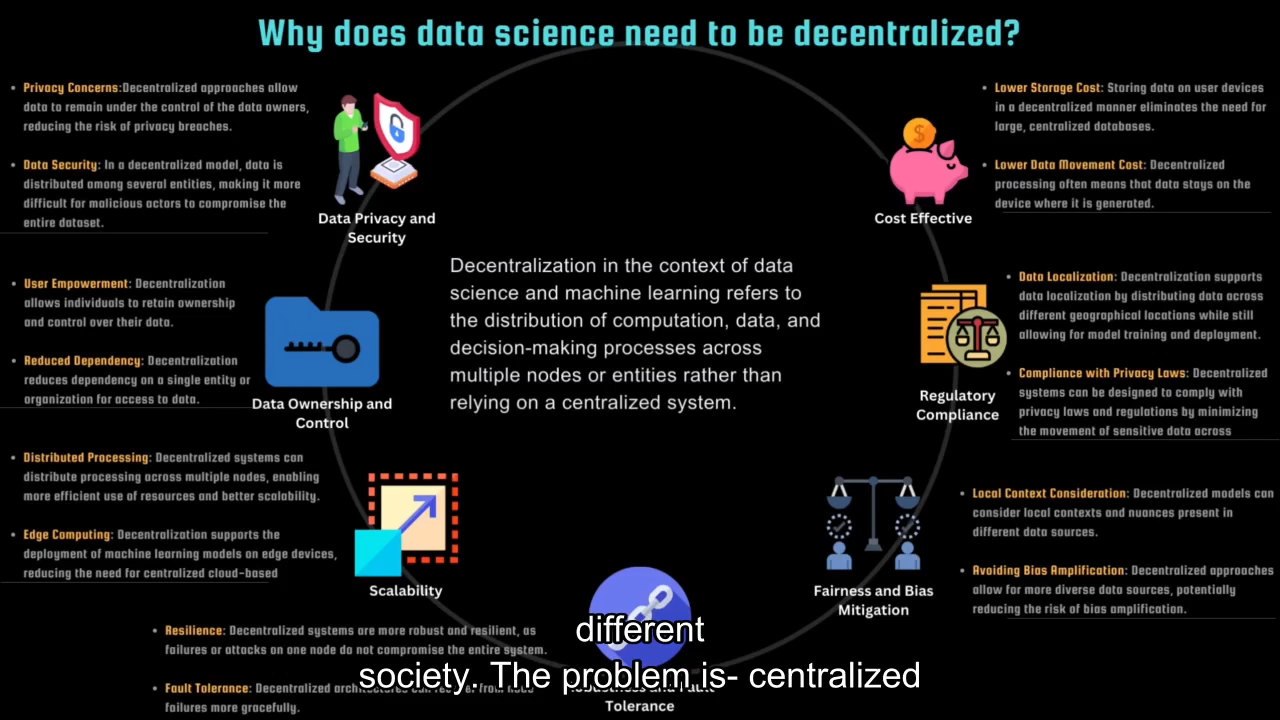 Why does data science need to be decentralized?
Privacy Concerns:Decentralized approaches allow
data to remain under the control of the data owners,
reducing the risk of privacy breaches.
Data Security: In a decentralized model, data is
distributed among several entities, making it more
difficult for malicious actors to compromise the
entire dataset.
Data Privacy and
Security
User Empowerment: Decentralization
allows individuals to retain ownership
and control over their data.
Reduced Dependency: Decentralization
reduces dependency on a single entity or
organization for access to data.
Data Ownership and
Control
Distributed Processing: Decentralized systems can
distribute processing across multiple nodes, enabling
more efficient use of resources and better scalability.
Edge Computing: Decentralization supports the
deployment of machine learning models on edge devices,
reducing the need for centralized cloud-based
Scalability
Decentralization in the context of data
science and machine learning refers to
the distribution of computation, data, and
decision-making processes across
multiple nodes or entities rather than
relying on a centralized system.
Cost Effective
Lower Storage Cost: Storing data on user devices
in a decentralized manner eliminates the need for
large, centralized databases.
Lower Data Movement Cost: Decentralized
processing often means that data stays on the
device where it is generated.
Regulatory
Compliance
Data Localization: Decentralization supports
data localization by distributing data across
different geographical locations while still
allowing for model training and deployment.
Compliance with Privacy Laws: Decentralized
systems can be designed to comply with
privacy laws and regulations by minimizing
the movement of sensitive data across
Fairness and Bias
Mitigation
Local Context Consideration: Decentralized models can
consider local contexts and nuances present in
different data sources.
Avoiding Bias Amplification: Decentralized approaches
allow for more diverse data sources, potentially
reducing the risk of bias amplification.
Resilience: Decentralized systems are more robust and resilient, as
failures or attacks on one node do not compromise the entire system.
Fault Tolerance: Decentralized from
failures more gracefully.
Tolerance
different
society. The problem is- centralized